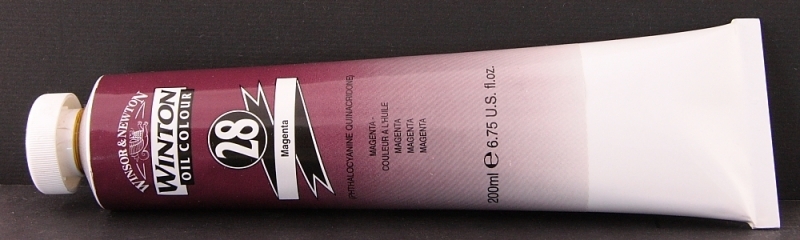 WINSOR & NEWTON
WINTON
OIL COLOUR
28
Magenta
(PHTHALOCYANINE QUINACRIDONE)
MAGENTA -
COULEUR À L'HUILE
MAGENTA
MAGENTA
MAGENTA
200ml e 6.75 U.S. fl.oz.